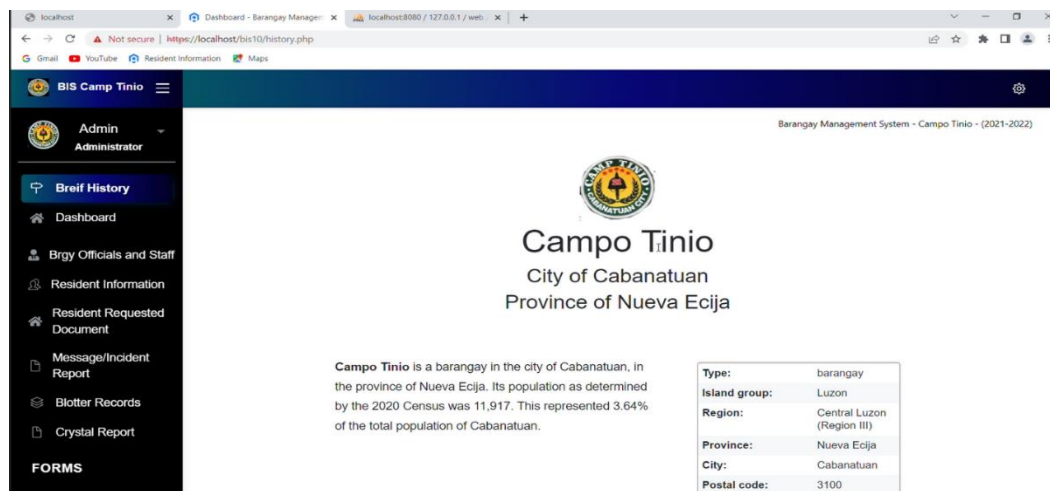 localhost
Dashboard - Barangay Manager
localhost:8080 / 127.0.0.1 / web
Not secure | https://localhost/bis10/history.php
Gmail YouTube Resident Information Maps
BIS Camp Tinio
Barangay Management System - Campo Tinio - (2021-2022)
Admin
Administrator
Breif History
Dashboard
Brgy Officials and Staff
Resident Information
Resident Requested
Document
Message/Incident
Report
Blotter Records
Crystal Report
FORMS
CAMP TINIO
CABANATUAN CITY
Campo Tinio
City of Cabanatuan
Province of Nueva Ecija
Campo Tinio is a barangay in the city of Cabanatuan, in
the province of Nueva Ecija. Its population as determined
by the 2020 Census was 11,917. This represented 3.64%
of the total population of Cabanatuan.
Type: barangay
Island group: Luzon
Region: Central Luzon
(Region III)
Province: Nueva Ecija
City: Cabanatuan
Postal code: 3100